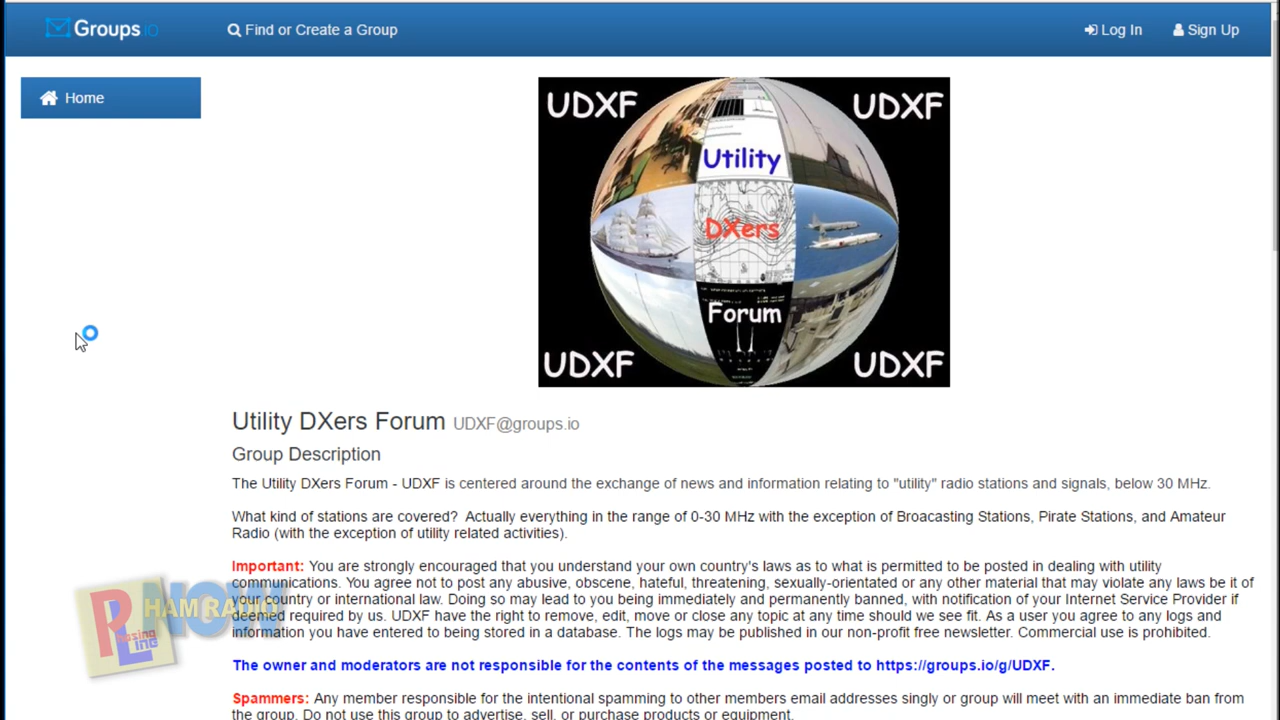 Groups.io
Find or Create a Group
Log In
Sign Up
Home
UDXF UDXF
Utility
DXers
Forum
UDXF UDXF
Utility DXers Forum UDXF@groups.io
Group Description
The Utility DXers Forum - UDXF is centered around the exchange of news and information relating to "utility" radio stations and signals, below 30 MHz.
What kind of stations are covered? Actually everything in the range of 0-30 MHz with the exception of Broacasting Stations, Pirate Stations, and Amateur
Radio (with the exception of utility related activities).
Important: You are strongly encouraged that you understand your own country's laws as to what is permitted to be posted in dealing with utility
communications. You agree not to post any abusive, obscene, hateful, threatening, sexually-orientated or any other material that may violate any laws be it of
your country or international law. Doing so may lead to you being immediately and permanently banned, with notification of your Internet Service Provider if
deemed required by us. UDXF have the right to remove, edit, move or close any topic at any time should we see fit. As a user you agree to any logs and
information you have entered to being stored in a database. The logs may be published in our non-profit free newsletter. Commercial use is prohibited.
The owner and moderators are not responsible for the contents of the messages posted to https://groups.io/g/UDXF.
Spammers: Any member responsible for the intentional spamming to other members email addresses singly or group will meet with an immediate ban from
the group. Do not use this group to advertise, sell, or purchase products or equipment.
HAM RADIO
NOW